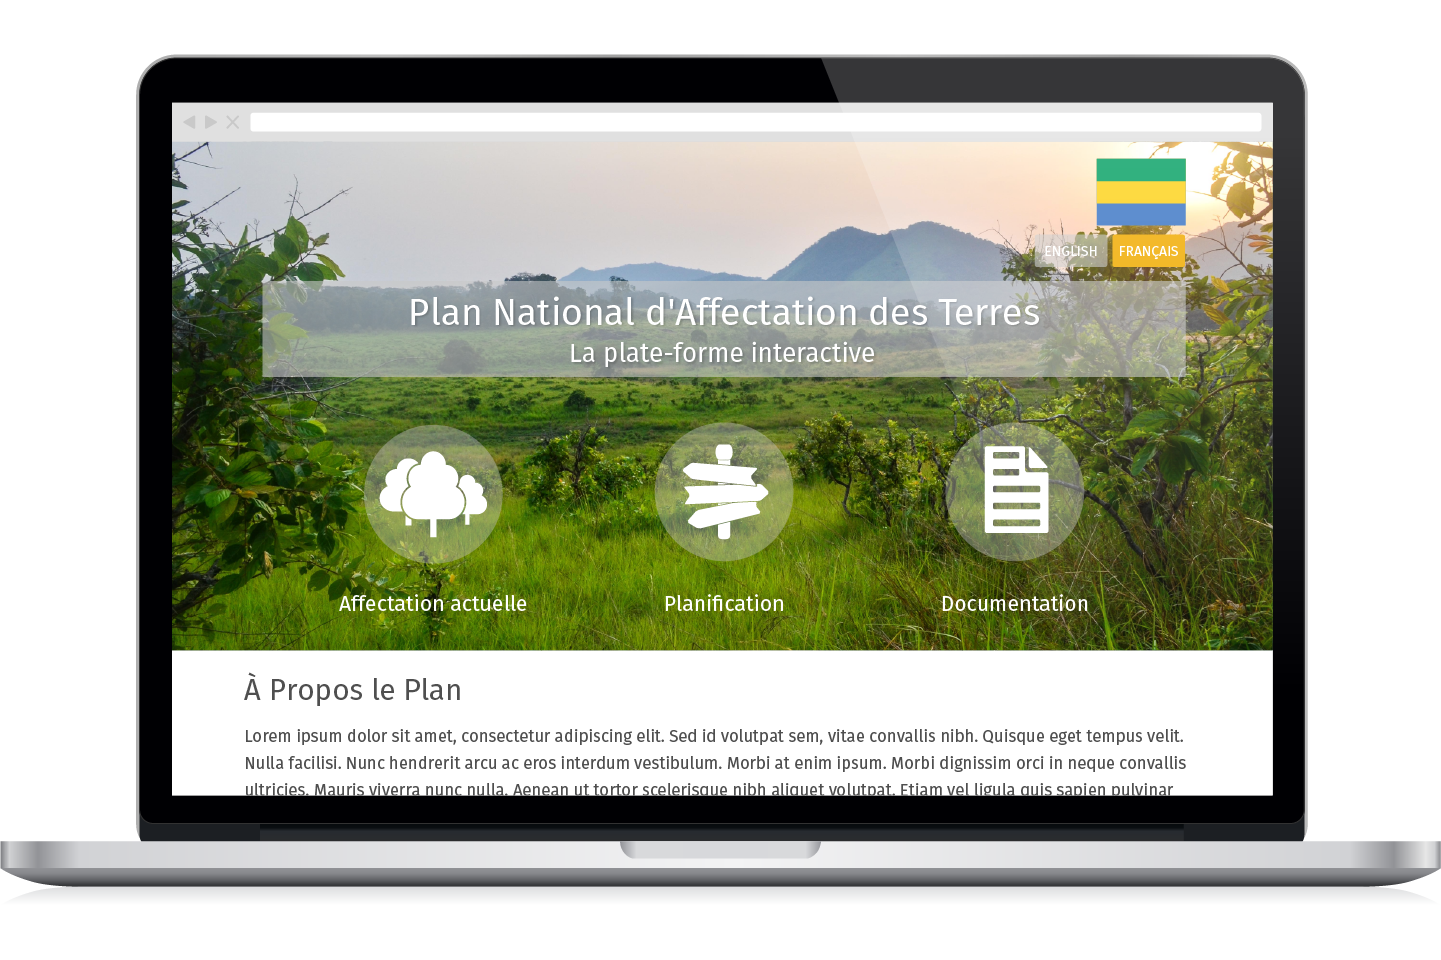 ENGLISH FRANÇAIS
Plan National d'Affectation des Terres
La plate-forme interactive
Affectation actuelle Planification Documentation
À Propos le Plan
Lorem ipsum dolor sit amet, consectetur adipiscing elit. Sed id volutpat sem, vitae convallis nibh. Quisque eget tempus velit.
Nulla facilisi. Nunc hendrerit arcu ac eros interdum vestibulum. Morbi at enim ipsum. Morbi dignissim orci in neque convallis
ultricies. Mauris viverra nunc nulla. Aenean ut tortor scelerisque nibh aliquet volutpat. Etiam vel ligula quis sapien pulvinar